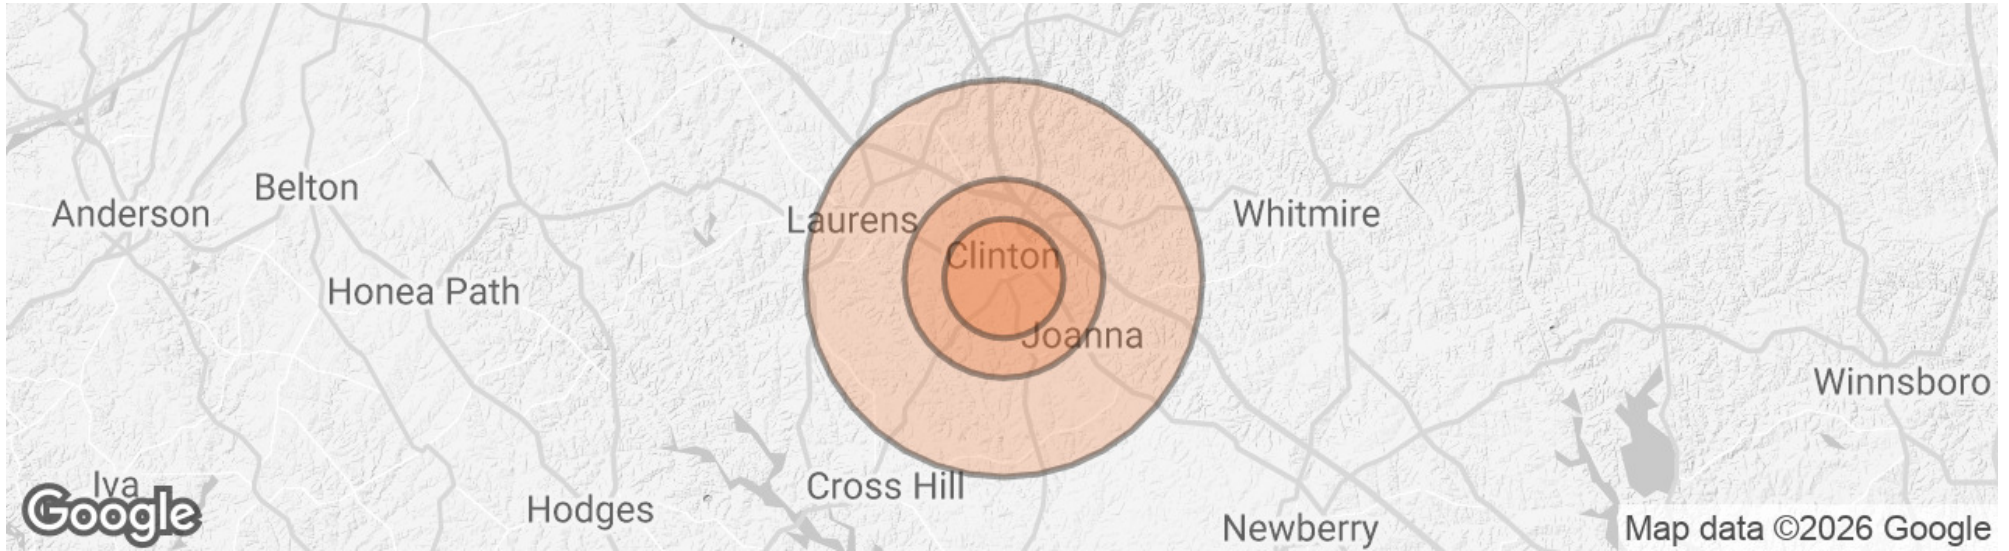 Belton
Anderson
Laurens
Whitmire
Clinton
Honea Path
Joanna
Winnsboro
Iva
Cross Hill
Hodges
Google
Newberry
Map data ©2026 Google